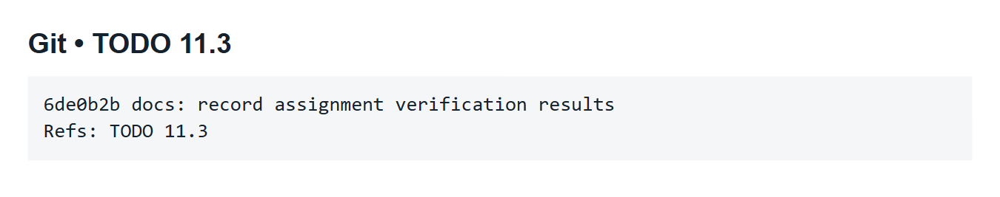 Git • TODO 11.3
6de0b2b docs: record assignment verification results
Refs: TODO 11.3